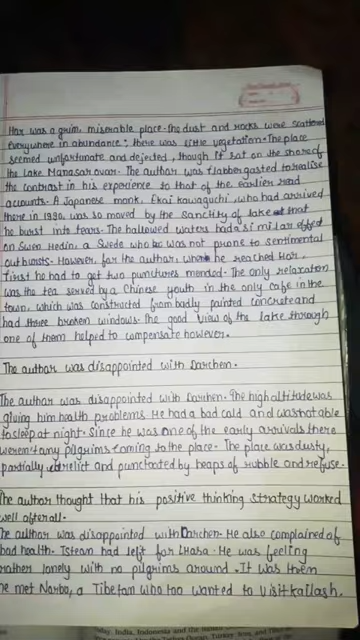 Hor was a grim, miserable place. The dust and rocks were scattered
everywhere in abundance; there was little vegetation. The place
seemed unfortunate and dejected, though it sat on the shore of
the Lake Manasarovar. The author was flabbergasted to realise
the contrast in his experience to that of the earlier read
accounts. A Japanese monk, Ekai Kawaguchi, who had arrived
there in 1990, was so moved by the sanctity of lake that
he burst into tears. The hallowed waters had a similar effect
on Swen Hedin, a Swede who was not prone to sentimental
outbursts. However, for the author, when he reached Hor,
first he had to get two punctures mended. The only relaxation
was the tea served by a Chinese youth in the only cafe in the
town, which was constructed from badly painted concrete and
had three broken windows. The good view of the lake through
one of them helped to compensate however.
The author was disappointed with Darchen.
The author was disappointed with Darchen. The high altitude was
giving him health problems. He had a bad cold and was not able
to sleep at night. Since he was one of the early arrivals there
weren't any pilgrims coming to the place. The place was dusty,
partially derelict and punctuated by heaps of rubble and refuse.
The author thought that his positive thinking strategy worked
well after all.
The author was disappointed with Darchen. He also complained of
bad health. Tsetan had left for Lhasa. He was feeling
rather lonely with no pilgrims around. It was then
he met Norbo, a Tibetan who too wanted to visit Kailash.
India, Indonesia and the